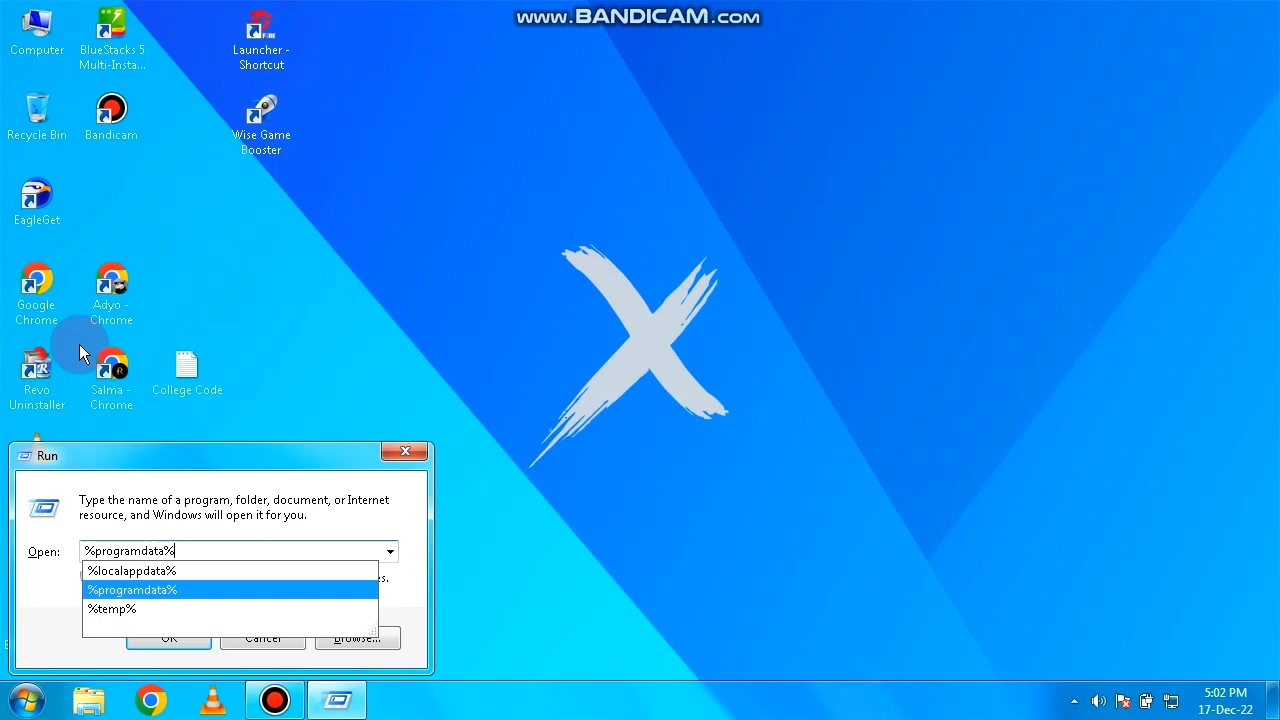 www.BANDICAM.com
Computer
BlueStacks 5
Multi-Insta...
Launcher -
Shortcut
Recycle Bin
Bandicam
Wise Game
Booster
EagleGet
Google
Chrome
Adyo -
Chrome
Revo
Uninstaller
Salma -
Chrome
College Code
Run
Type the name of a program, folder, document, or Internet
resource, and Windows will open it for you.
Open:
%programdata%
%localappdata%
es.
%programdata%
%temp%
OK
Cancel
Browse...
5:02 PM
17-Dec-22